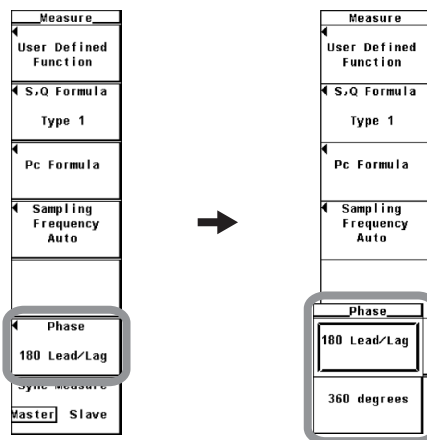 Measure
User Defined
Function
S,Q Formula
Type 1
Pc Formula
Sampling
Frequency
Auto
Phase
180 Lead/Lag
Sync Measure
Master Slave
Measure
User Defined
Function
S,Q Formula
Type 1
Pc Formula
Sampling
Frequency
Auto
Phase
180 Lead/Lag
360 degrees